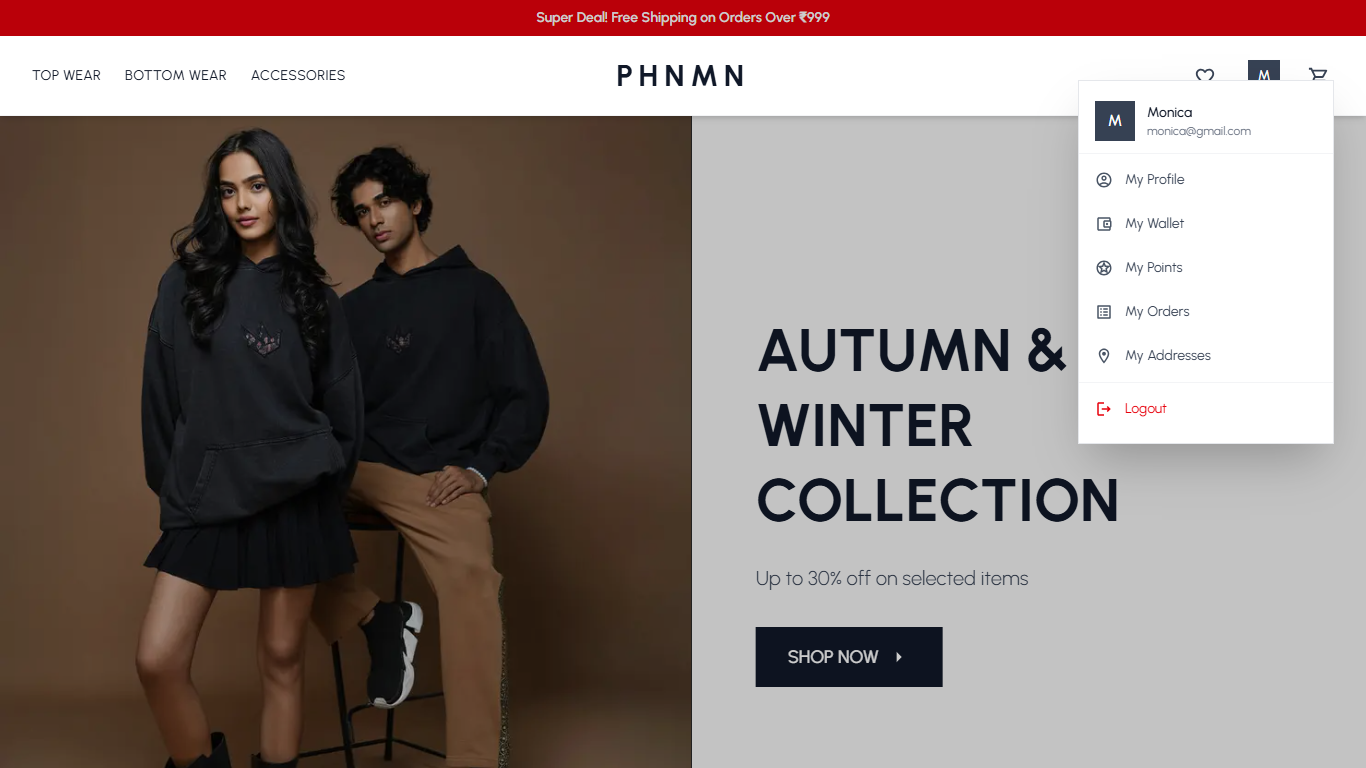 Super Deal! Free Shipping on Orders Over ₹999
TOP WEAR
BOTTOM WEAR
ACCESSORIES
PHNMN
M
M
Monica
monica@gmail.com
My Profile
My Wallet
My Points
My Orders
My Addresses
Logout
AUTUMN &
WINTER
COLLECTION
Up to 30% off on selected items
SHOP NOW